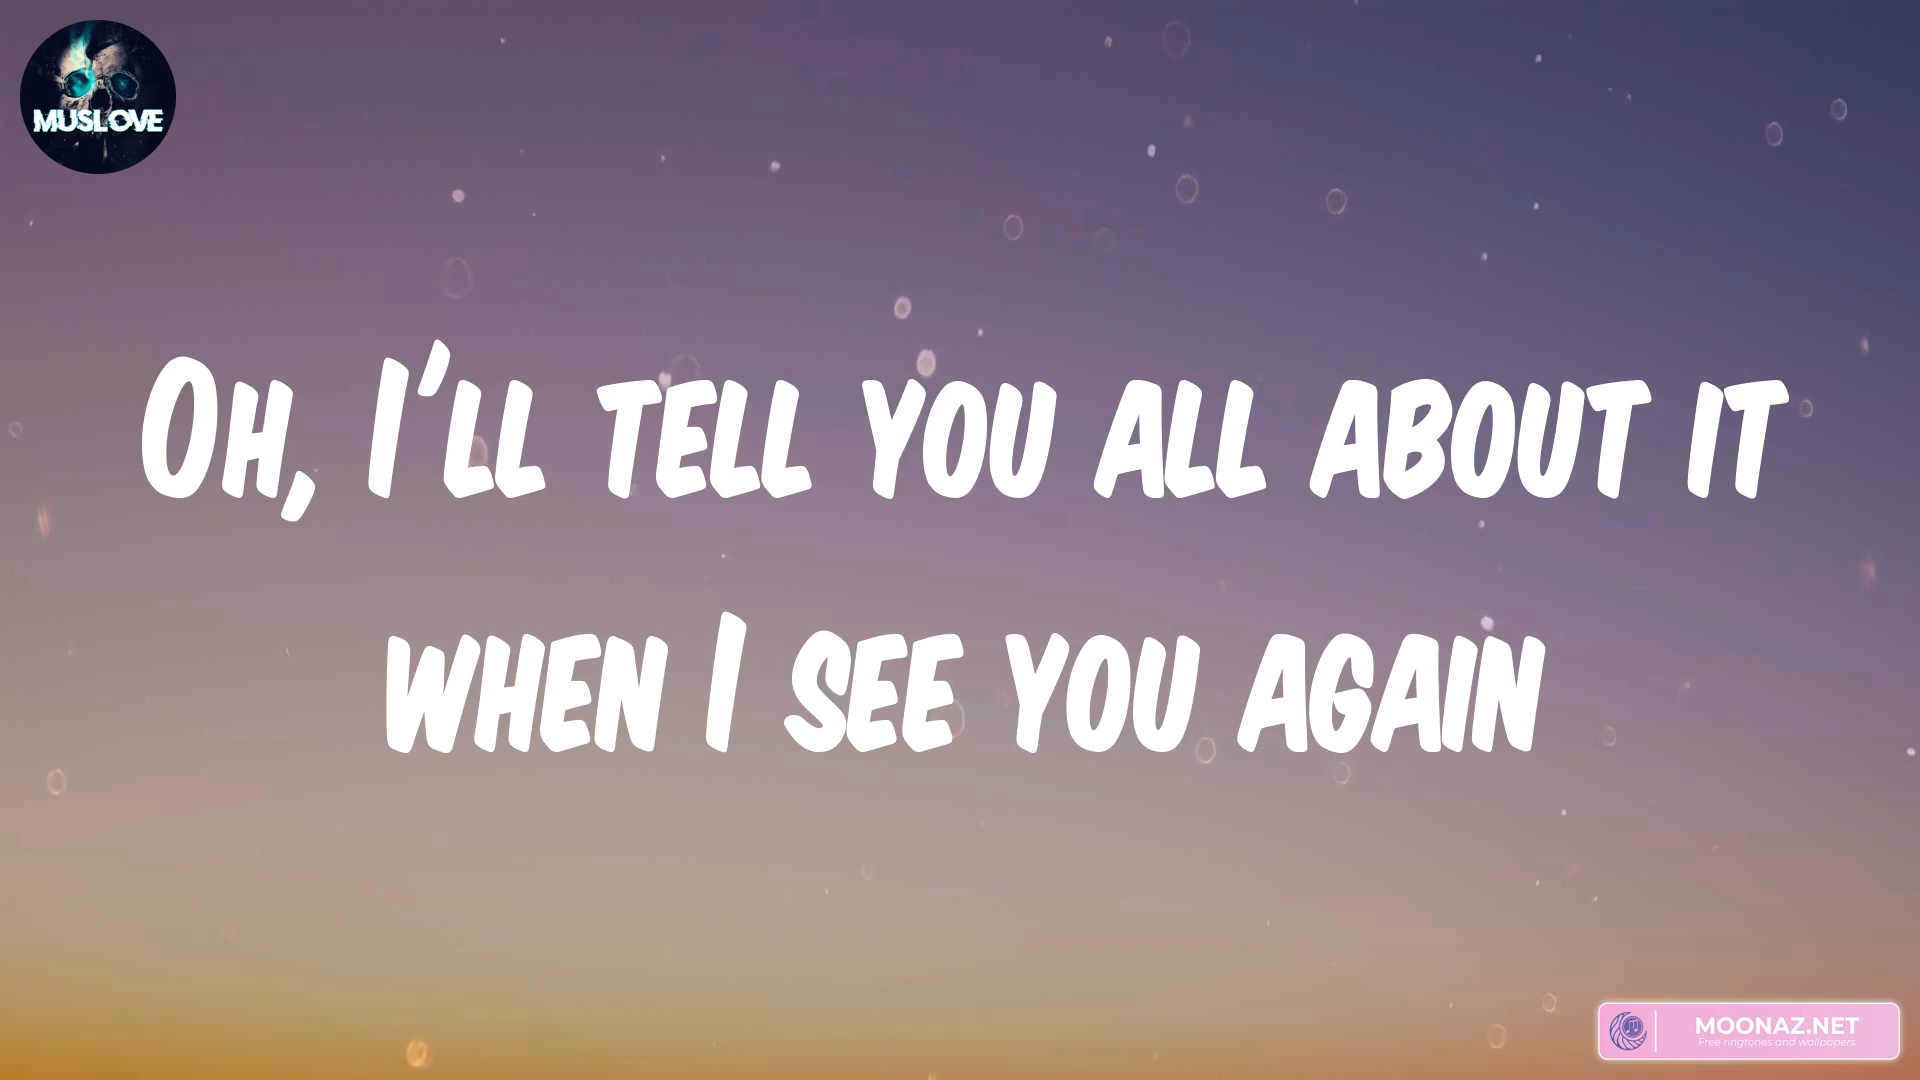 MUSLOVE
Oh, I'll tell you all about it
when I see you again
MOONAZ.NET
Free ringtones and wallpapers